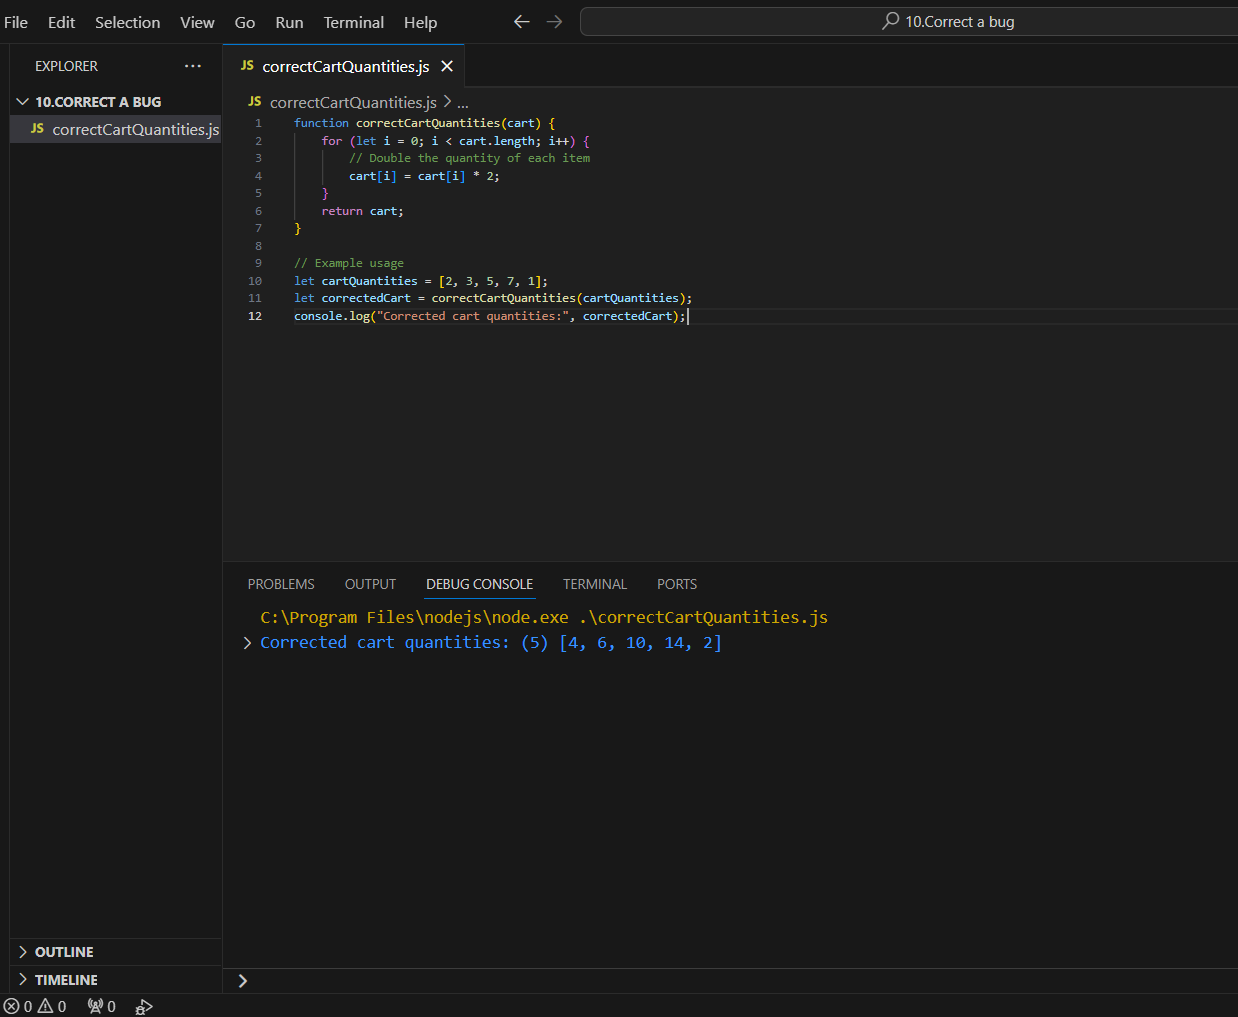 File Edit Selection View Go Run Terminal Help 10.Correct a bug
EXPLORER ...
10.CORRECT A BUG
JS correctCartQuantities.js
JS correctCartQuantities.js
JS correctCartQuantities.js > ...
1 function correctCartQuantities(cart) {
2 for (let i = 0; i < cart.length; i++) {
3 // Double the quantity of each item
4 cart[i] = cart[i] * 2;
5 }
6 return cart;
7 }
8
9 // Example usage
10 let cartQuantities = [2, 3, 5, 7, 1];
11 let correctedCart = correctCartQuantities(cartQuantities);
12 console.log("Corrected cart quantities:", correctedCart);
PROBLEMS OUTPUT DEBUG CONSOLE TERMINAL PORTS
C:\Program Files\nodejs\node.exe .\correctCartQuantities.js
> Corrected cart quantities: (5) [4, 6, 10, 14, 2]
OUTLINE
TIMELINE
>
0 0 0